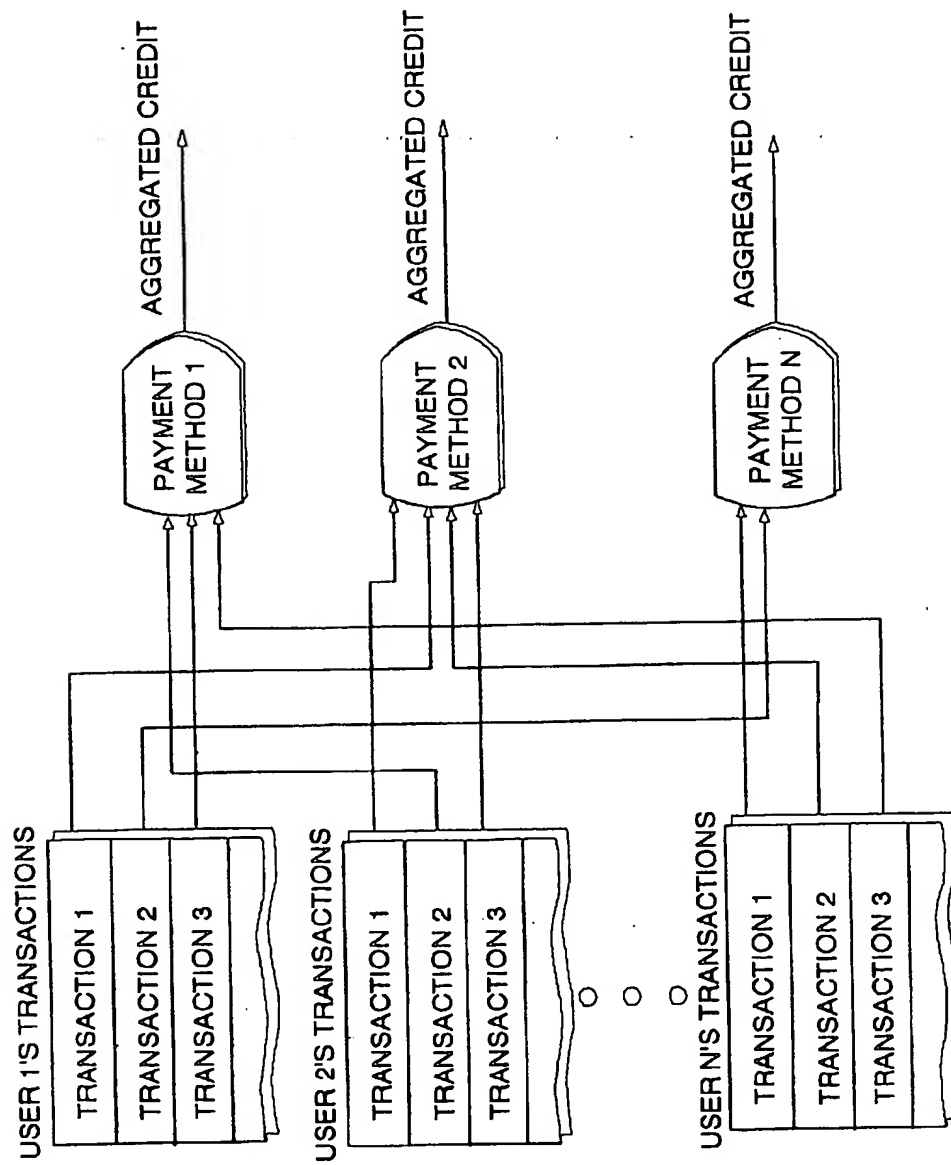 USER 1'S TRANSACTIONS
TRANSACTION 1
TRANSACTION 2
TRANSACTION 3
USER 2'S TRANSACTIONS
TRANSACTION 1
TRANSACTION 2
TRANSACTION 3
USER N'S TRANSACTIONS
TRANSACTION 1
TRANSACTION 2
TRANSACTION 3
PAYMENT
METHOD 1
PAYMENT
METHOD 2
PAYMENT
METHOD N
AGGREGATED CREDIT
AGGREGATED CREDIT
AGGREGATED CREDIT